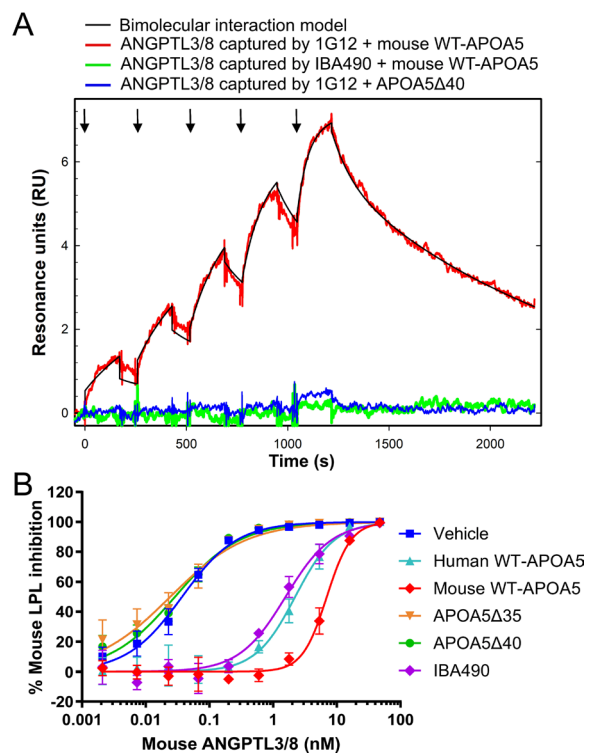 A
Bimolecular interaction model
ANGPTL3/8 captured by 1G12 + mouse WT-APOA5
ANGPTL3/8 captured by IBA490 + mouse WT-APOA5
ANGPTL3/8 captured by 1G12 + APOA5Δ40
Resonance units (RU)
6
4
2
0
0 500 1000 1500 2000
Time (s)
B
% Mouse LPL inhibition
120
100
80
60
40
20
0
-20
0.001 0.01 0.1 1 10 100
Mouse ANGPTL3/8 (nM)
Vehicle
Human WT-APOA5
Mouse WT-APOA5
APOA5Δ35
APOA5Δ40
IBA490